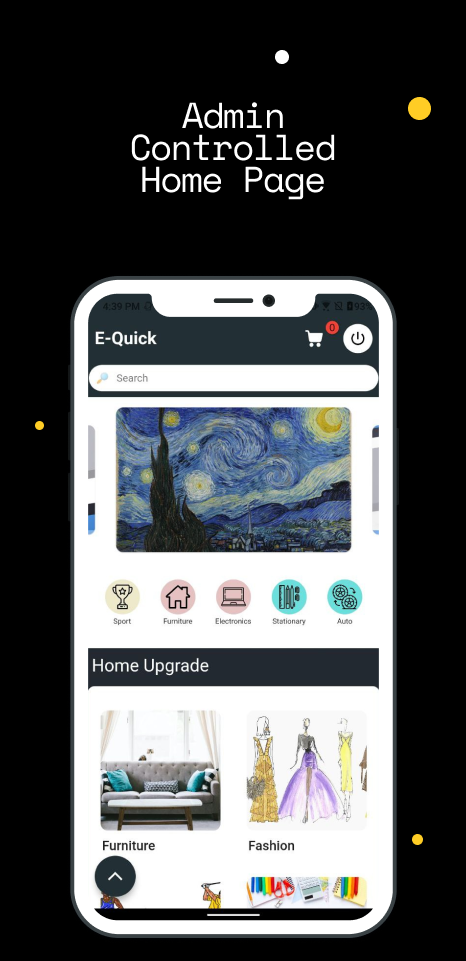 Admin
Controlled
Home Page
4:39 PM
93%
E-Quick
0
Search
Sport
Furniture
Electronics
Stationary
Auto
Home Upgrade
Furniture
Fashion